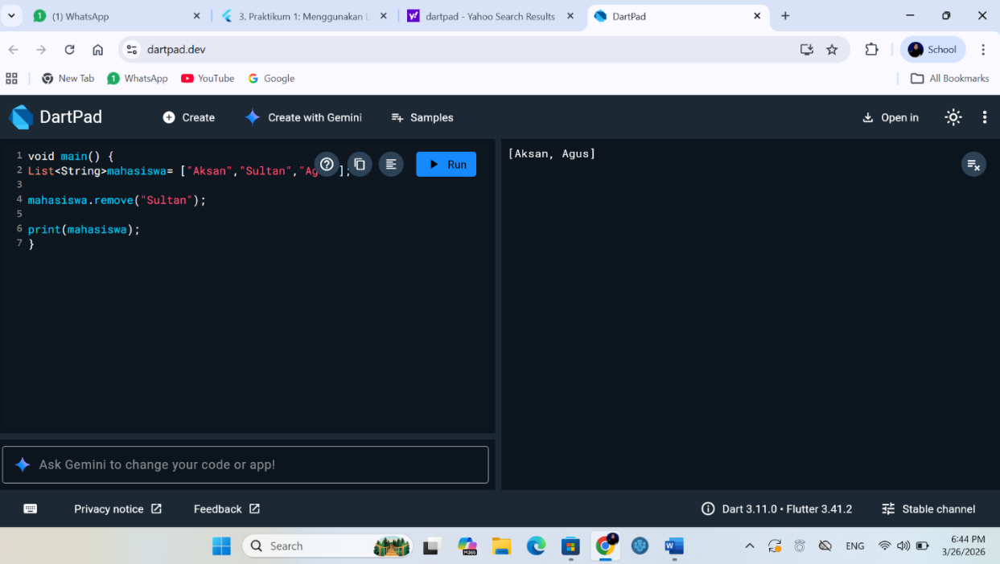 (1) WhatsApp
3. Praktikum 1: Menggunakan
dartpad - Yahoo Search Results
DartPad
dartpad.dev
School
New Tab
WhatsApp
YouTube
Google
All Bookmarks
DartPad
Create
Create with Gemini
Samples
Open in
1 void main() {
2 List<String>mahasiswa= ["Aksan","Sultan","Ag ];
3
4 mahasiswa.remove("Sultan");
5
6 print(mahasiswa);
7 }
Run
[Aksan, Agus]
Ask Gemini to change your code or app!
Privacy notice
Feedback
Dart 3.11.0 • Flutter 3.41.2
Stable channel
Search
M365
ENG
6:44 PM
3/26/2026